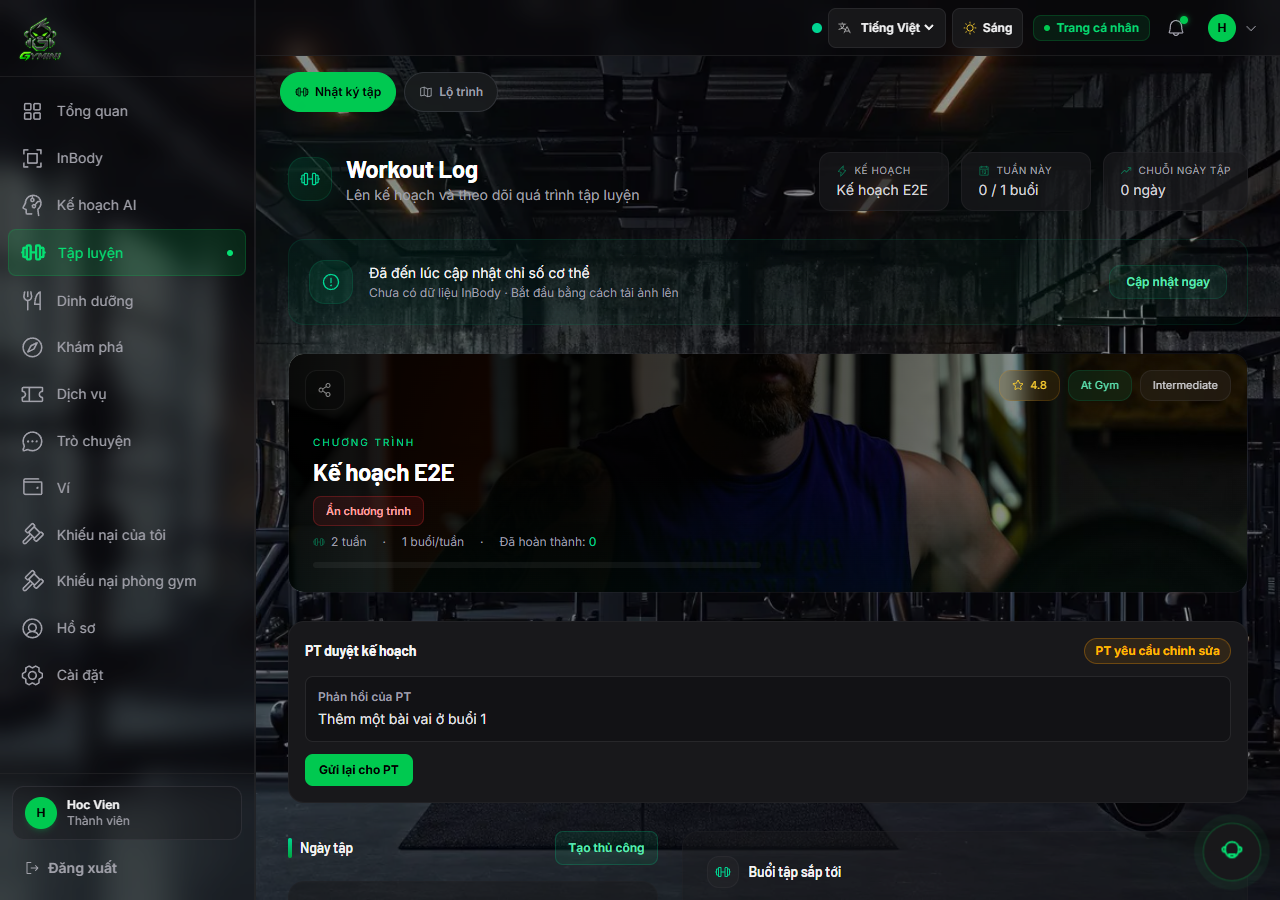 GYMINI
Tiếng Việt
Sáng
Trang cá nhân
H
Tổng quan
InBody
Kế hoạch AI
Tập luyện
Dinh dưỡng
Khám phá
Dịch vụ
Trò chuyện
Ví
Khiếu nại của tôi
Khiếu nại phòng gym
Hồ sơ
Cài đặt
H
Hoc Vien
Thành viên
Đăng xuất
Nhật ký tập
Lộ trình
Workout Log
Lên kế hoạch và theo dõi quá trình tập luyện
KẾ HOẠCH
Kế hoạch E2E
TUẦN NÀY
0 / 1 buổi
CHUỖI NGÀY TẬP
0 ngày
Đã đến lúc cập nhật chỉ số cơ thể
Chưa có dữ liệu InBody · Bắt đầu bằng cách tải ảnh lên
Cập nhật ngay
4.8
At Gym
Intermediate
CHƯƠNG TRÌNH
Kế hoạch E2E
Ẩn chương trình
2 tuần · 1 buổi/tuần · Đã hoàn thành: 0
PT duyệt kế hoạch
PT yêu cầu chỉnh sửa
Phản hồi của PT
Thêm một bài vai ở buổi 1
Gửi lại cho PT
Ngày tập
Tạo thủ công
Buổi tập sắp tới